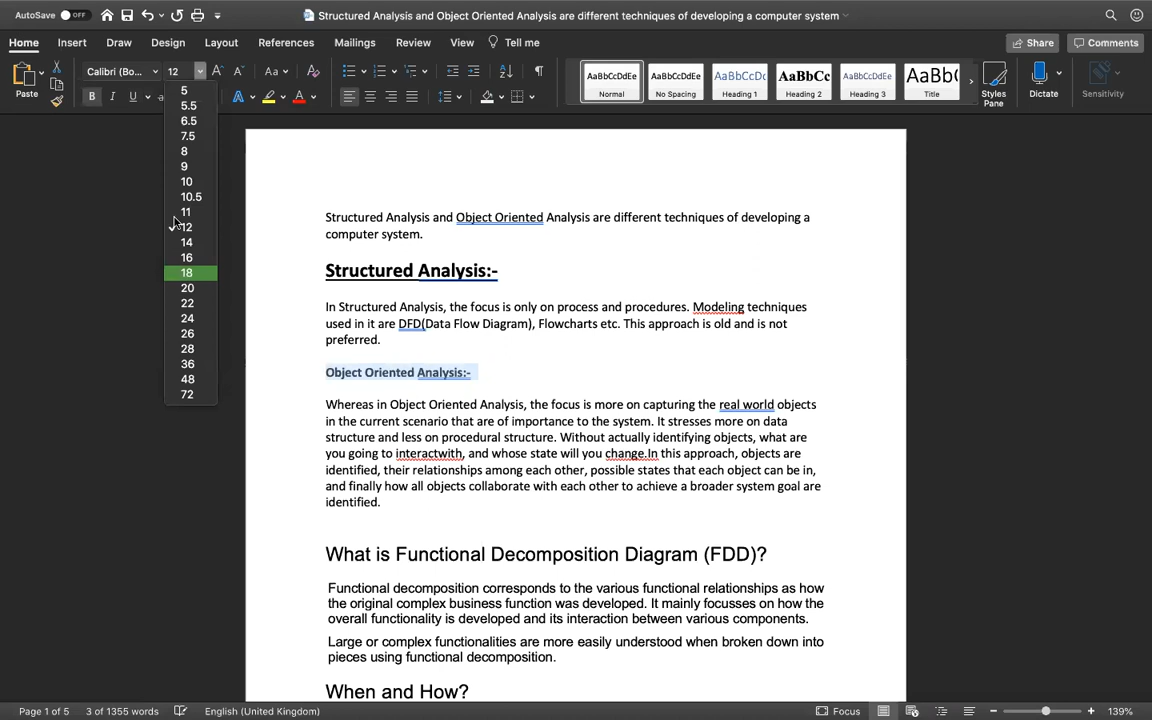 AutoSave OFF
Structured Analysis and Object Oriented Analysis are different techniques of developing a computer system
Home Insert Draw Design Layout References Mailings Review View Tell me Share Comments
Paste Calibri (Bo... 12 Aa AaBbCcDdEe Normal AaBbCcDdEe No Spacing AaBbCcDc Heading 1 AaBbCc Heading 2 AaBbCcDdEe Heading 3 AaBb( Title Styles Pane Dictate Sensitivity
B I U
5
5.5
6.5
7.5
8
9
10
10.5
11
12
14
16
18
20
22
24
26
28
36
48
72
Structured Analysis and Object Oriented Analysis are different techniques of developing a
computer system.
Structured Analysis:-
In Structured Analysis, the focus is only on process and procedures. Modeling techniques
used in it are DFD(Data Flow Diagram), Flowcharts etc. This approach is old and is not
preferred.
Object Oriented Analysis:-
Whereas in Object Oriented Analysis, the focus is more on capturing the real world objects
in the current scenario that are of importance to the system. It stresses more on data
structure and less on procedural structure. Without actually identifying objects, what are
you going to interactwith, and whose state will you change.In this approach, objects are
identified, their relationships among each other, possible states that each object can be in,
and finally how all objects collaborate with each other to achieve a broader system goal are
identified.
What is Functional Decomposition Diagram (FDD)?
Functional decomposition corresponds to the various functional relationships as how
the original complex business function was developed. It mainly focusses on how the
overall functionality is developed and its interaction between various components.
Large or complex functionalities are more easily understood when broken down into
pieces using functional decomposition.
When and How?
Page 1 of 5 3 of 1355 words English (United Kingdom) Focus 139%